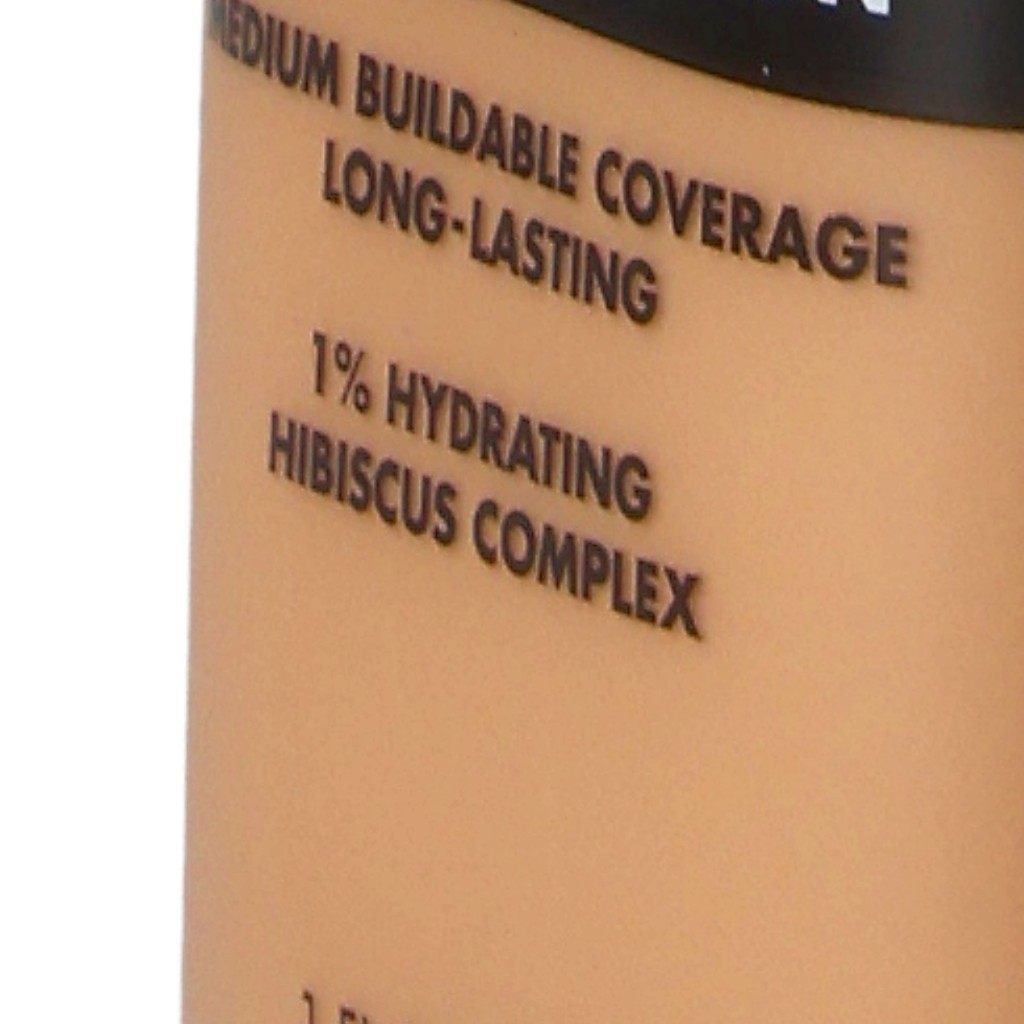 MEDIUM BUILDABLE COVERAGE
LONG-LASTING
1% HYDRATING
HIBISCUS COMPLEX